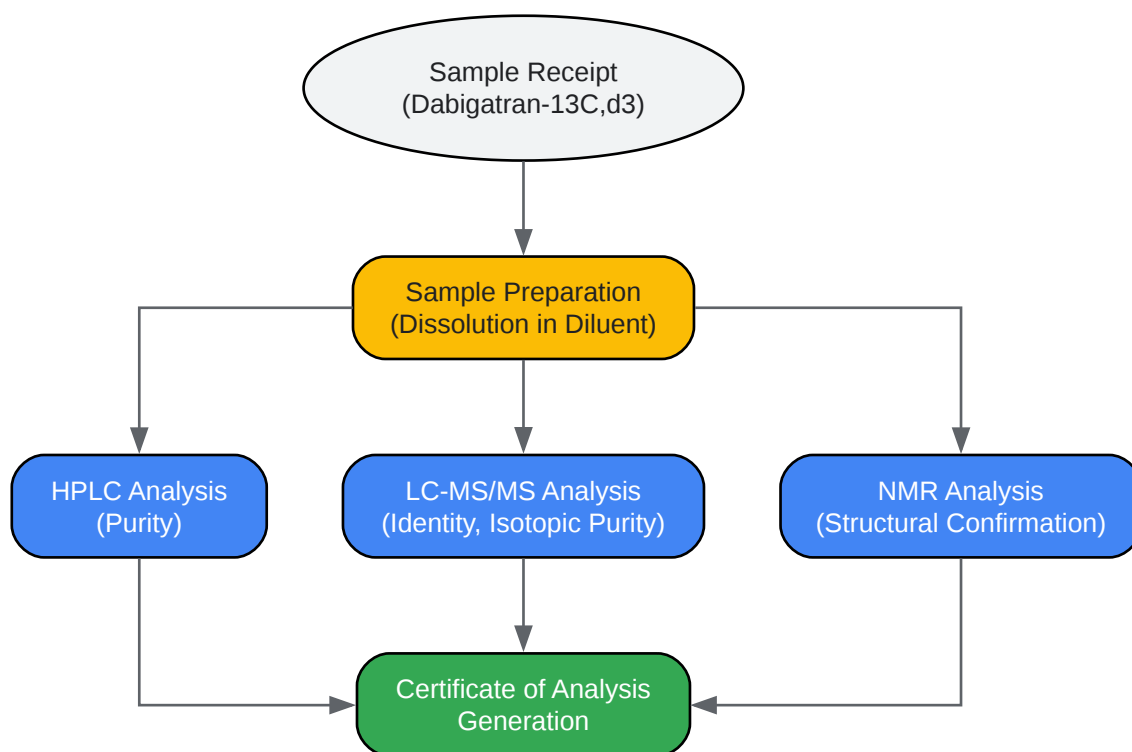 Sample Receipt
(Dabigatran-13C,d3)
Sample Preparation
(Dissolution in Diluent)
HPLC Analysis
(Purity)
LC-MS/MS Analysis
(Identity, Isotopic Purity)
NMR Analysis
(Structural Confirmation)
Certificate of Analysis
Generation